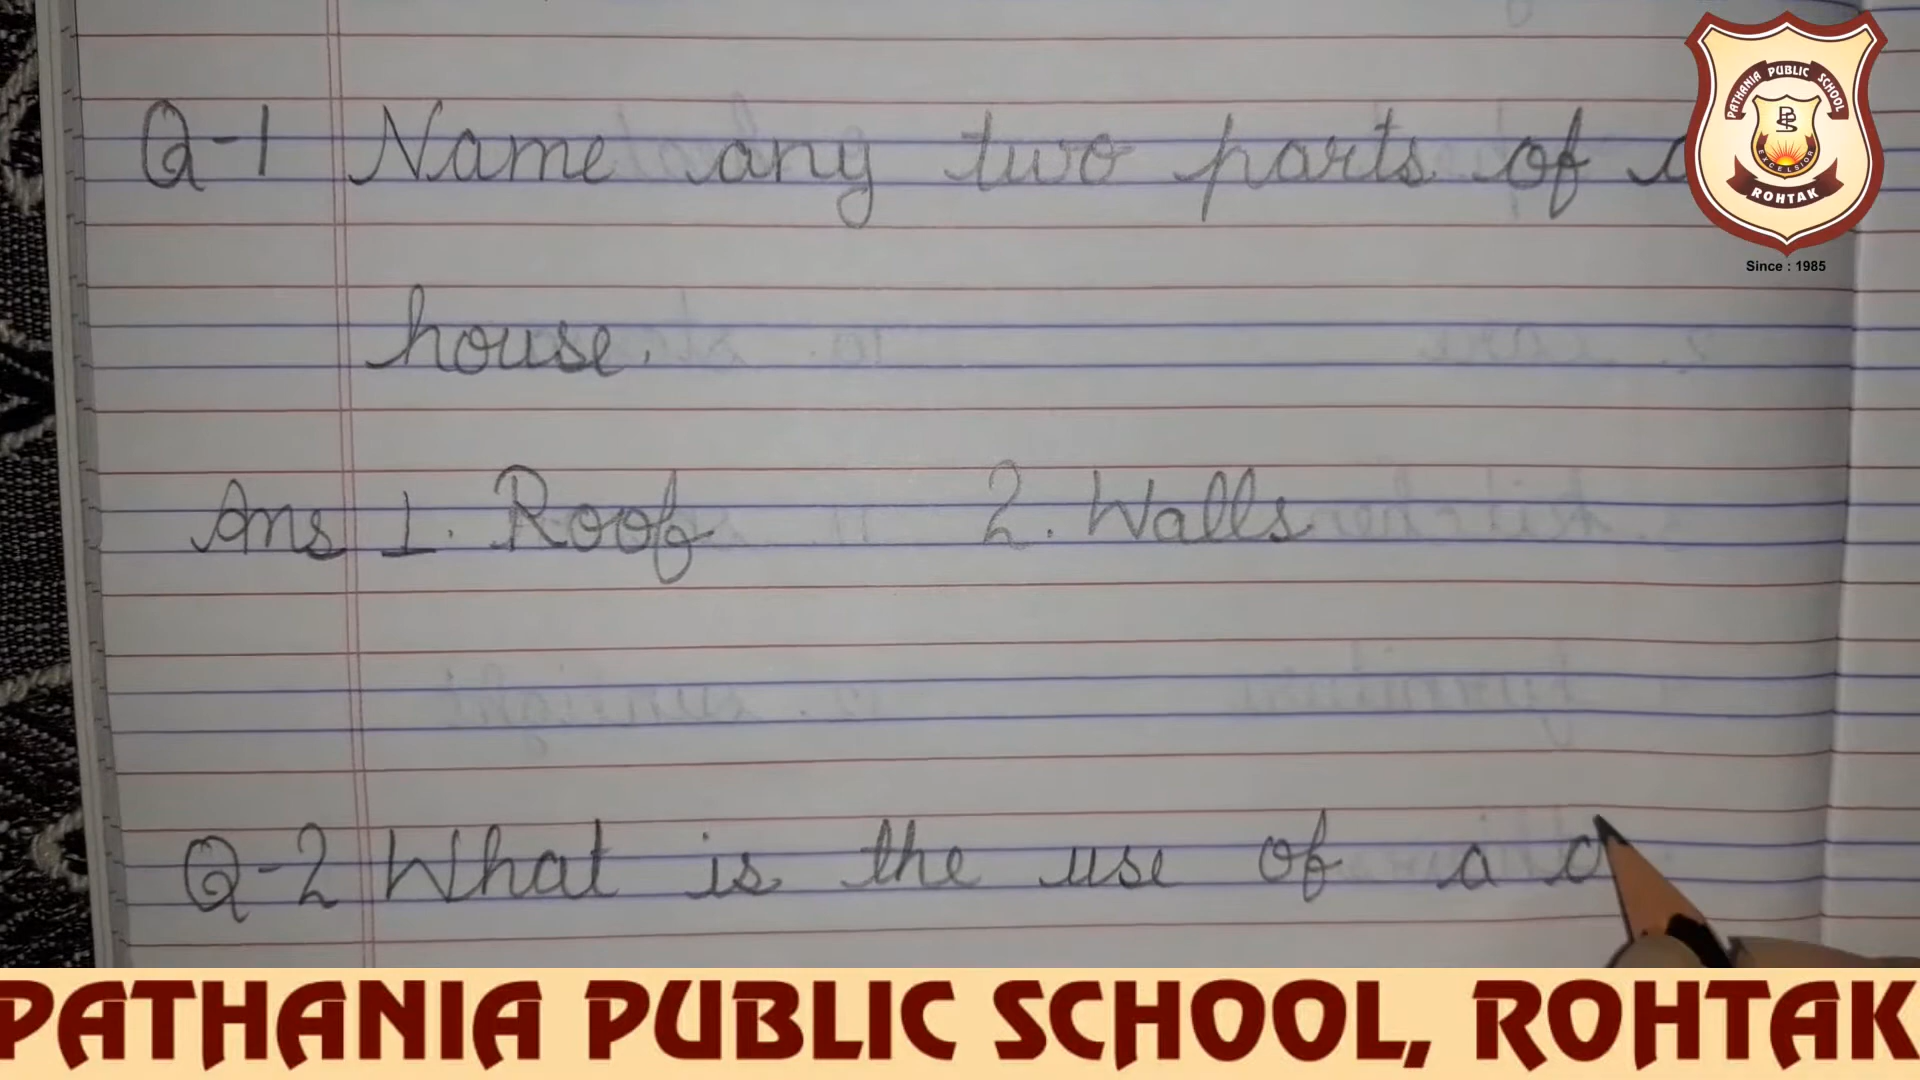 Q-1 Name any two parts of a
house.
Ans 1. Roof 2. Walls
Q-2 What is the use of a
PATHANIA PUBLIC SCHOOL
EXCELSIOR
ROHTAK
Since : 1985
PATHANIA PUBLIC SCHOOL, ROHTAK